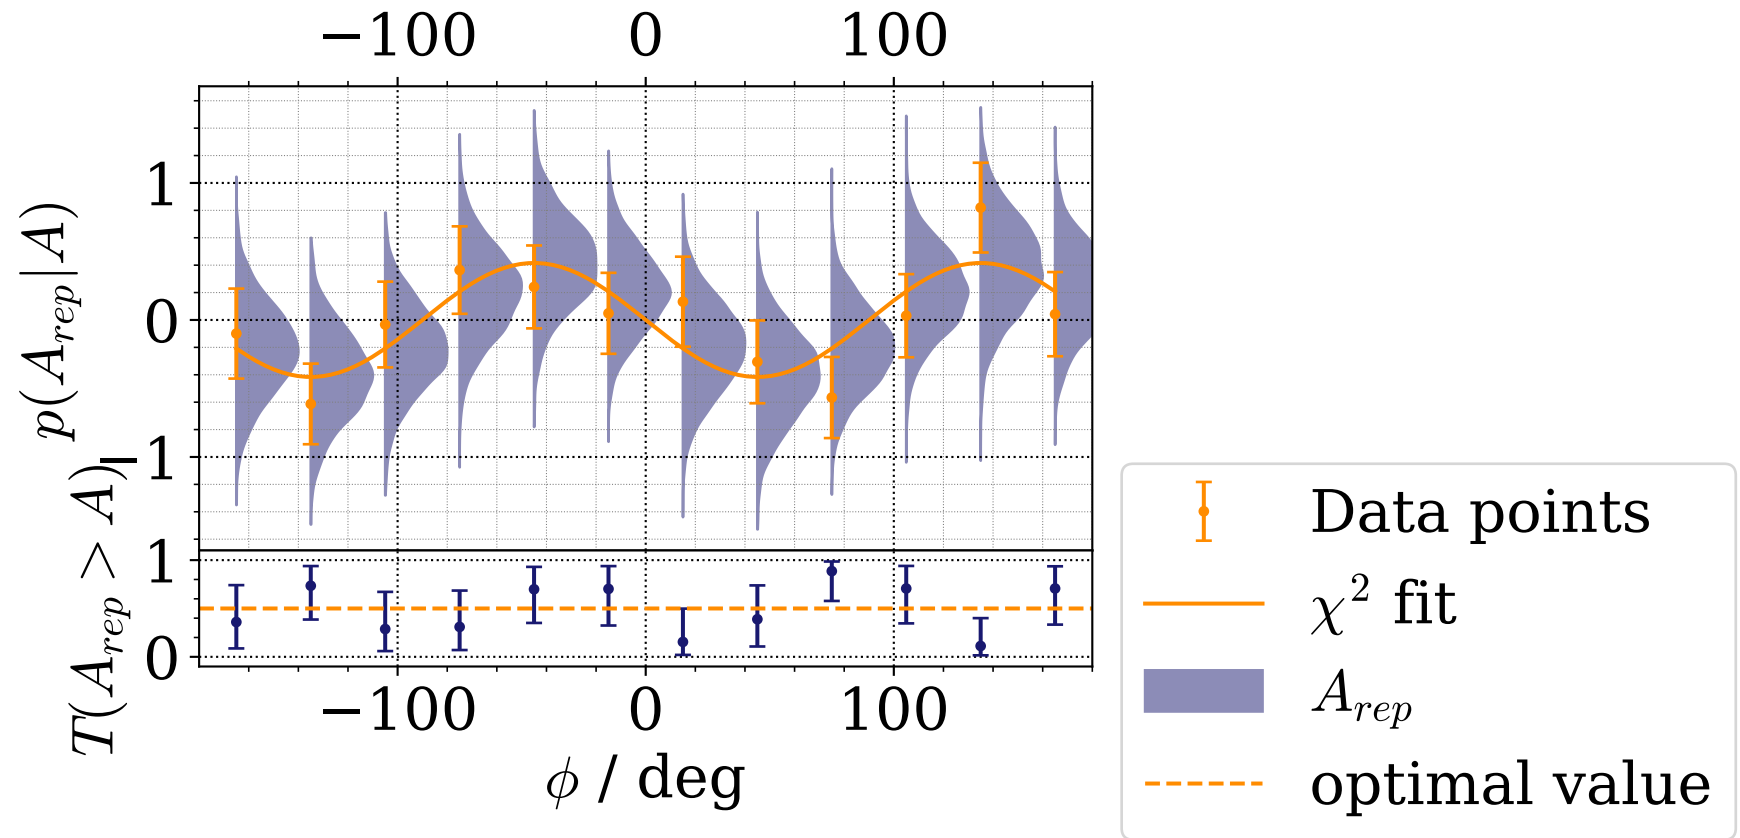 −100 0 100
p(A_rep|A)
1
0
−1
T(A_rep > A)
1
0
−100 0 100
ϕ / deg
Data points
χ² fit
A_rep
optimal value